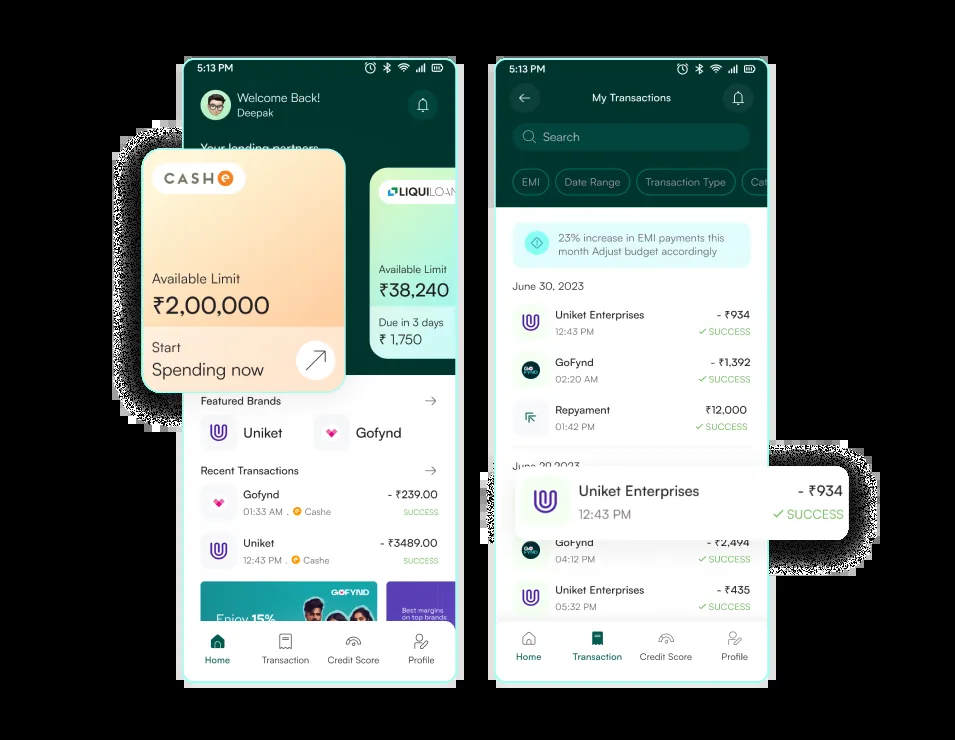 5:13 PM
Welcome Back!
Deepak
Your lending partners
CASHe
Available Limit
₹2,00,000
Start
Spending now
LIQUILOAN
Available Limit
₹38,240
Due in 3 days
₹ 1,750
Featured Brands
Uniket
Gofynd
Recent Transactions
Gofynd
- ₹239.00
01:33 AM . e Cashe
SUCCESS
Uniket
- ₹3489.00
12:43 PM . e Cashe
SUCCESS
GOFYND
Enjoy 15%
Best margins
on top brands
Home
Transaction
Credit Score
Profile
5:13 PM
My Transactions
Search
EMI
Date Range
Transaction Type
Cat
23% increase in EMI payments this
month Adjust budget accordingly
June 30, 2023
Uniket Enterprises
- ₹934
12:43 PM
SUCCESS
GO FYND
GoFynd
- ₹1,392
02:20 AM
SUCCESS
Repyament
₹12,000
01:42 PM
SUCCESS
June 29,2023
Uniket Enterprises
- ₹934
12:43 PM
SUCCESS
GO FYND
GoFynd
- ₹2,494
04:12 PM
SUCCESS
Uniket Enterprises
- ₹435
05:32 PM
SUCCESS
Home
Transaction
Credit Score
Profile